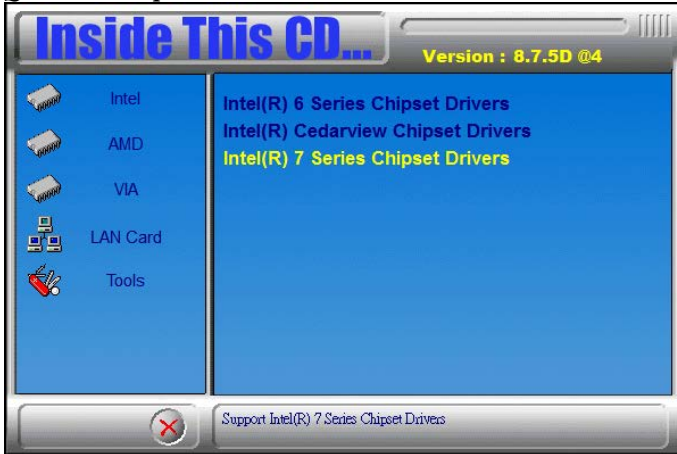 Inside This CD...
Version : 8.7.5D @4
Intel
AMD
VIA
LAN Card
Tools
Intel(R) 6 Series Chipset Drivers
Intel(R) Cedarview Chipset Drivers
Intel(R) 7 Series Chipset Drivers
Support Intel(R) 7 Series Chipset Drivers